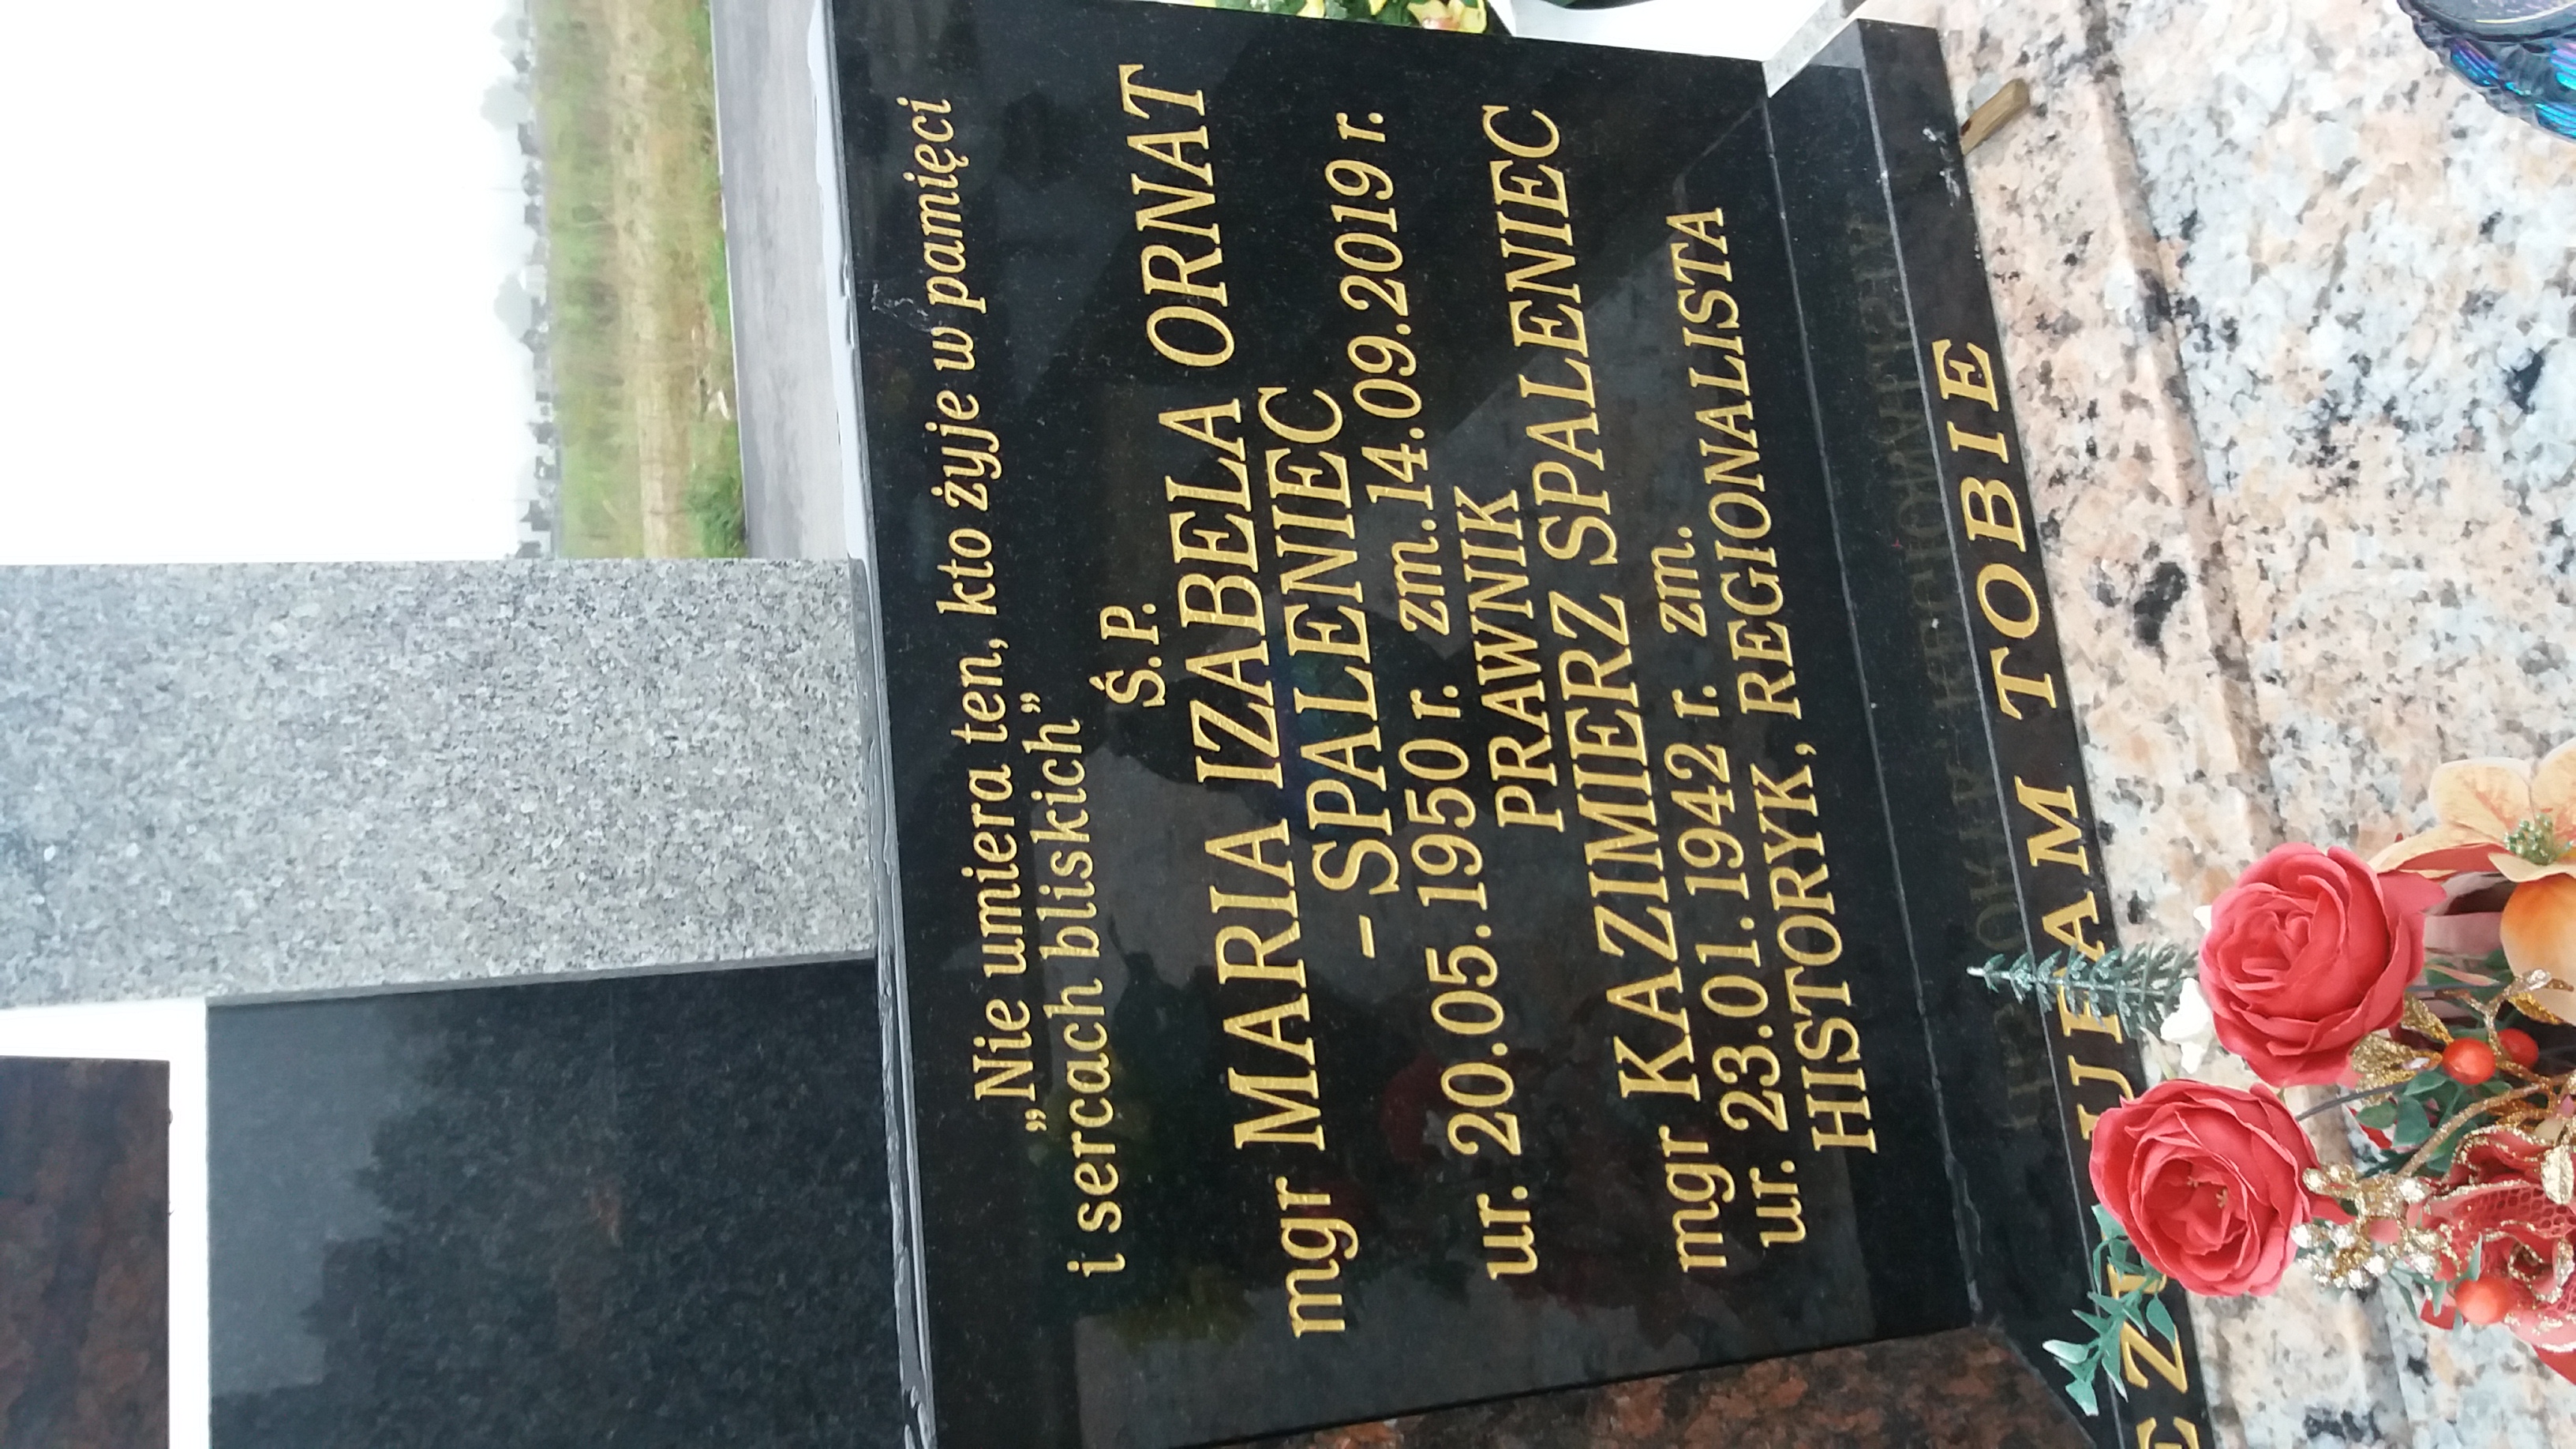 „Nie umiera ten, kto żyje w pamięci
i sercach bliskich”
Ś.P.
mgr MARIA IZABELA ORNAT
- SPALENIEC
ur. 20.05.1950 r. zm.14.09.2019 r.
PRAWNIK
mgr KAZIMIERZ SPALENIEC
ur. 23.01.1942 r. zm.
HISTORYK, REGIONALISTA
TOBIE